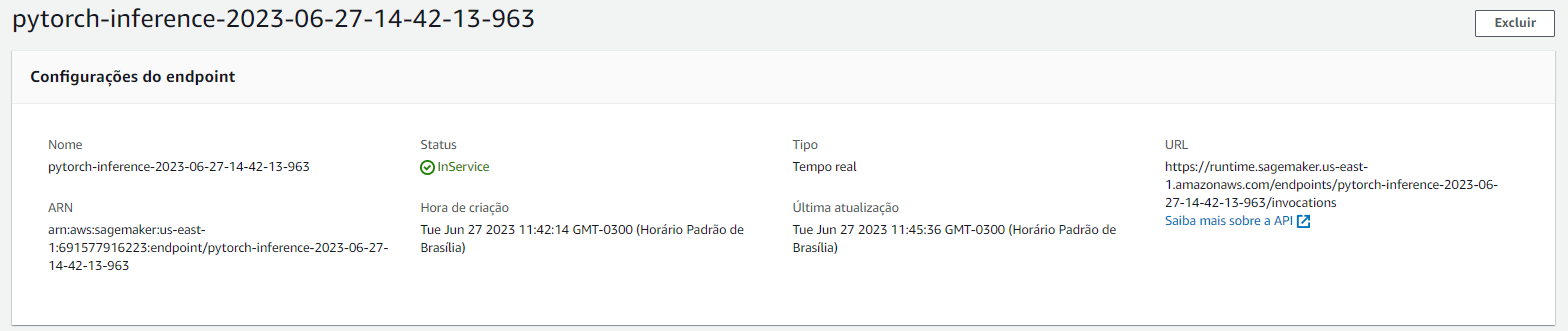 pytorch-inference-2023-06-27-14-42-13-963
Excluir
Configurações do endpoint
Nome
pytorch-inference-2023-06-27-14-42-13-963
Status
InService
Tipo
Tempo real
URL
https://runtime.sagemaker.us-east-
1.amazonaws.com/endpoints/pytorch-inference-2023-06-
27-14-42-13-963/invocations
Saiba mais sobre a API
ARN
arn:aws:sagemaker:us-east-
1:691577916223:endpoint/pytorch-inference-2023-06-27-
14-42-13-963
Hora de criação
Tue Jun 27 2023 11:42:14 GMT-0300 (Horário Padrão de
Brasília)
Última atualização
Tue Jun 27 2023 11:45:36 GMT-0300 (Horário Padrão de
Brasília)